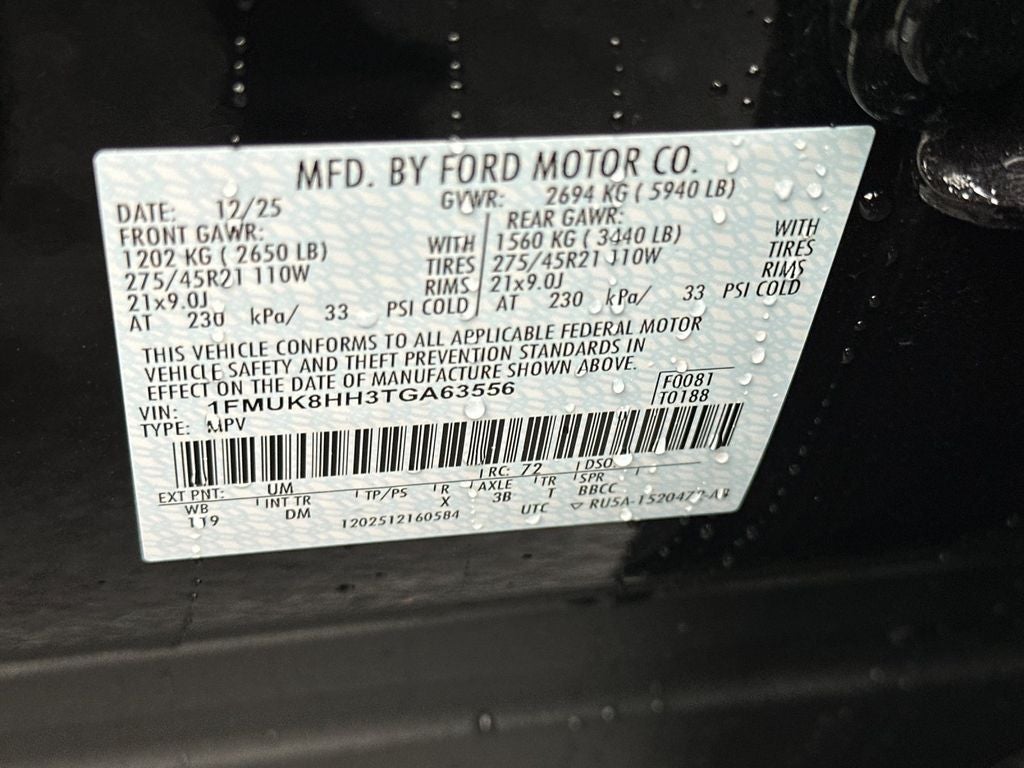 MFD. BY FORD MOTOR CO.
DATE: 12/25 GVWR: 2694 KG ( 5940 LB)
FRONT GAWR: REAR GAWR:
1202 KG ( 2650 LB) WITH 1560 KG ( 3440 LB) WITH
275/45R21 110W TIRES 275/45R21 110W TIRES
21x9.0J RIMS 21x9.0J RIMS
AT 230 kPa/ 33 PSI COLD AT 230 kPa/ 33 PSI COLD
THIS VEHICLE CONFORMS TO ALL APPLICABLE FEDERAL MOTOR
VEHICLE SAFETY AND THEFT PREVENTION STANDARDS IN
EFFECT ON THE DATE OF MANUFACTURE SHOWN ABOVE.
VIN: 1FMUK8HH3TGA63556 F0081
TYPE: MPV T0188
RC: 72 DSO:
EXT PNT: UM
WB INT TR TP/PS R AXLE TR SPR
119 DM X 3B T BBCC
1202512160584 UTC ▽ RU5A-1520472-AB